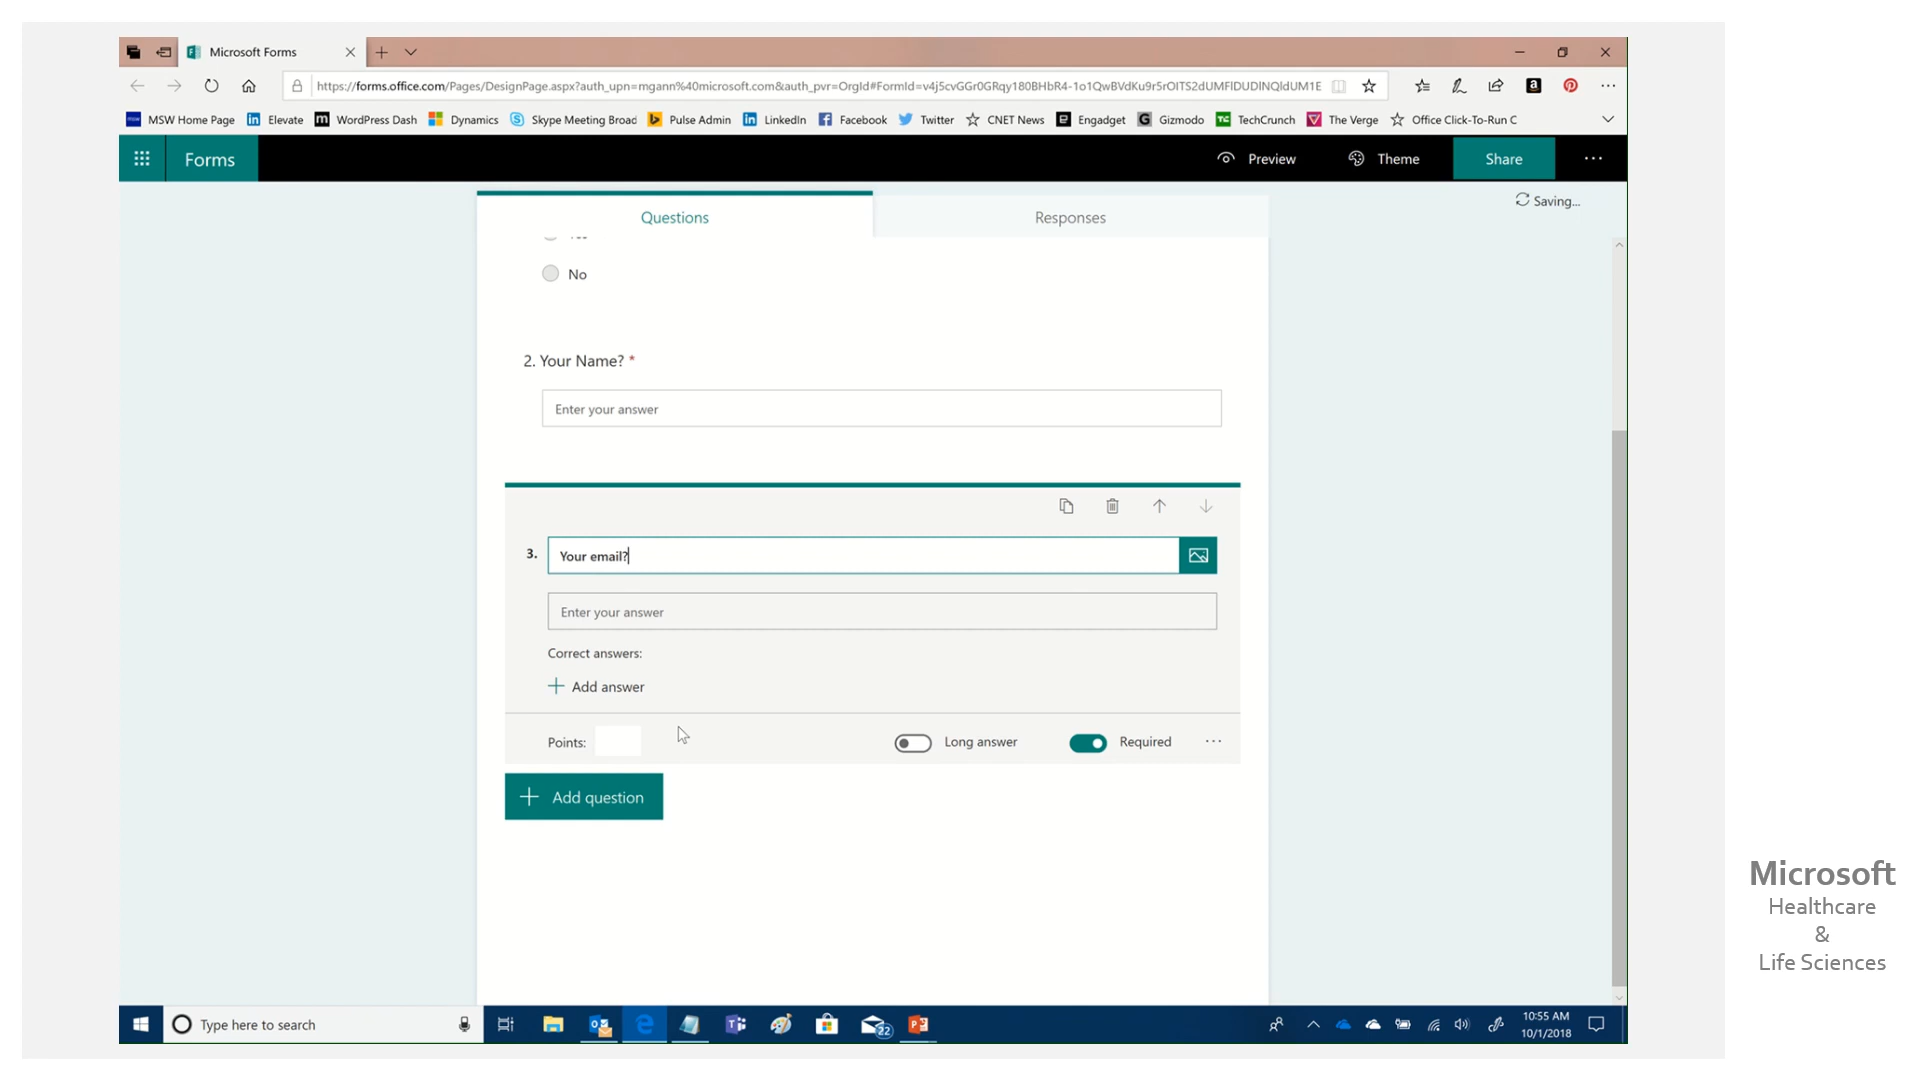 Microsoft Forms
https://forms.office.com/Pages/DesignPage.aspx?auth_upn=mgann%40microsoft.com&auth_pvr=OrgId#FormId=v4j5cvGGr0GRqy180BHbR4-1o1QwBVdKu9r5rOITS2dUMFlDUDlNQldUM1E
MSW Home Page Elevate WordPress Dash Dynamics Skype Meeting Broad Pulse Admin LinkedIn Facebook Twitter CNET News Engadget Gizmodo TechCrunch The Verge Office Click-To-Run C
Forms Preview Theme Share
Saving...
Questions Responses
No
2. Your Name? *
Enter your answer
3. Your email?
Enter your answer
Correct answers:
Add answer
Points: Long answer Required
Add question
Microsoft
Healthcare
&
Life Sciences
Type here to search
22
10:55 AM
10/1/2018